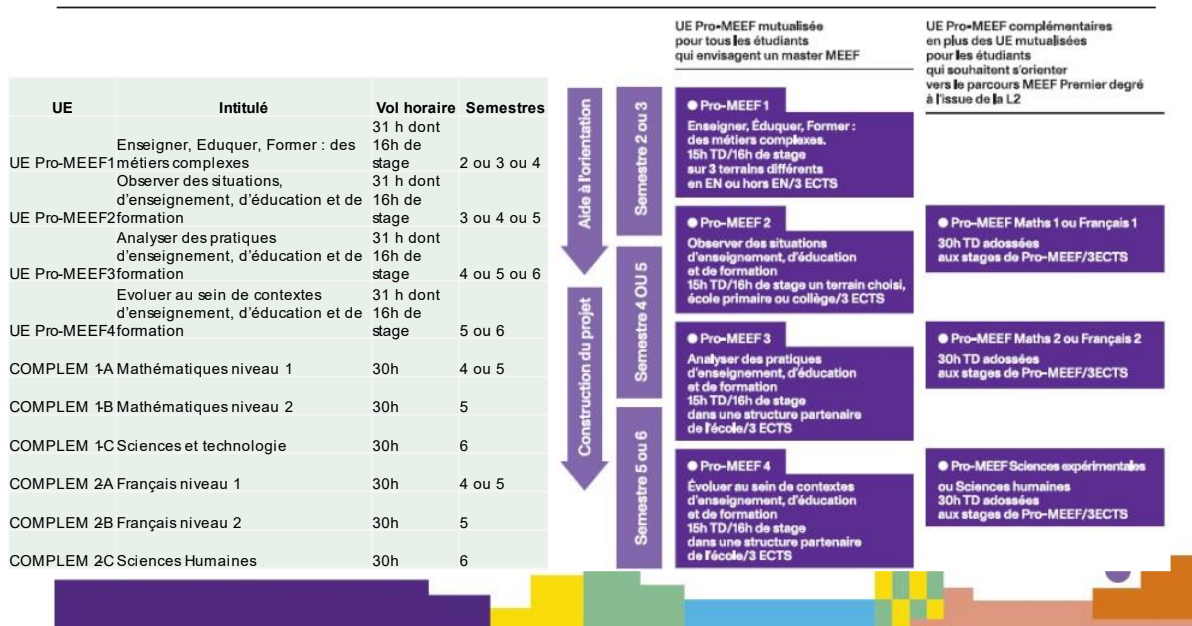 UE Intitulé Vol horaire Semestres
UE Pro-MEEF1 Enseigner, Eduquer, Former : des métiers complexes 31 h dont 16h de stage 2 ou 3 ou 4
UE Pro-MEEF2 Observer des situations, d'enseignement, d'éducation et de formation 31 h dont 16h de stage 3 ou 4 ou 5
UE Pro-MEEF3 Analyser des pratiques d'enseignement, d'éducation et de formation 31 h dont 16h de stage 4 ou 5 ou 6
UE Pro-MEEF4 Evoluer au sein de contextes d'enseignement, d'éducation et de formation 31 h dont 16h de stage 5 ou 6
COMPLEM 1-A Mathématiques niveau 1 30h 4 ou 5
COMPLEM 1-B Mathématiques niveau 2 30h 5
COMPLEM 1-C Sciences et technologie 30h 6
COMPLEM 2-A Français niveau 1 30h 4 ou 5
COMPLEM 2-B Français niveau 2 30h 5
COMPLEM 2-C Sciences Humaines 30h 6
Aide à l'orientation
Construction du projet
Semestre 2 ou 3
Semestre 4 OU 5
Semestre 5 ou 6
UE Pro-MEEF mutualisée
pour tous les étudiants
qui envisagent un master MEEF
● Pro-MEEF 1
Enseigner, Éduquer, Former :
des métiers complexes.
15h TD/16h de stage
sur 3 terrains différents
en EN ou hors EN/3 ECTS
● Pro-MEEF 2
Observer des situations
d'enseignement, d'éducation
et de formation
15h TD/16h de stage un terrain choisi,
école primaire ou collège/3 ECTS
● Pro-MEEF 3
Analyser des pratiques
d'enseignement, d'éducation
et de formation
15h TD/16h de stage
dans une structure partenaire
de l'école/3 ECTS
● Pro-MEEF 4
Évoluer au sein de contextes
d'enseignement, d'éducation
et de formation
15h TD/16h de stage
dans une structure partenaire
de l'école/3 ECTS
UE Pro-MEEF complémentaires
en plus des UE mutualisées
pour les étudiants
qui souhaitent s'orienter
vers le parcours MEEF Premier degré
à l'issue de la L2
● Pro-MEEF Maths 1 ou Français 1
30h TD adossées
aux stages de Pro-MEEF/3ECTS
● Pro-MEEF Maths 2 ou Français 2
30h TD adossées
aux stages de Pro-MEEF/3ECTS
● Pro-MEEF Sciences expérimentales
ou Sciences humaines
30h TD adossées
aux stages de Pro-MEEF/3ECTS